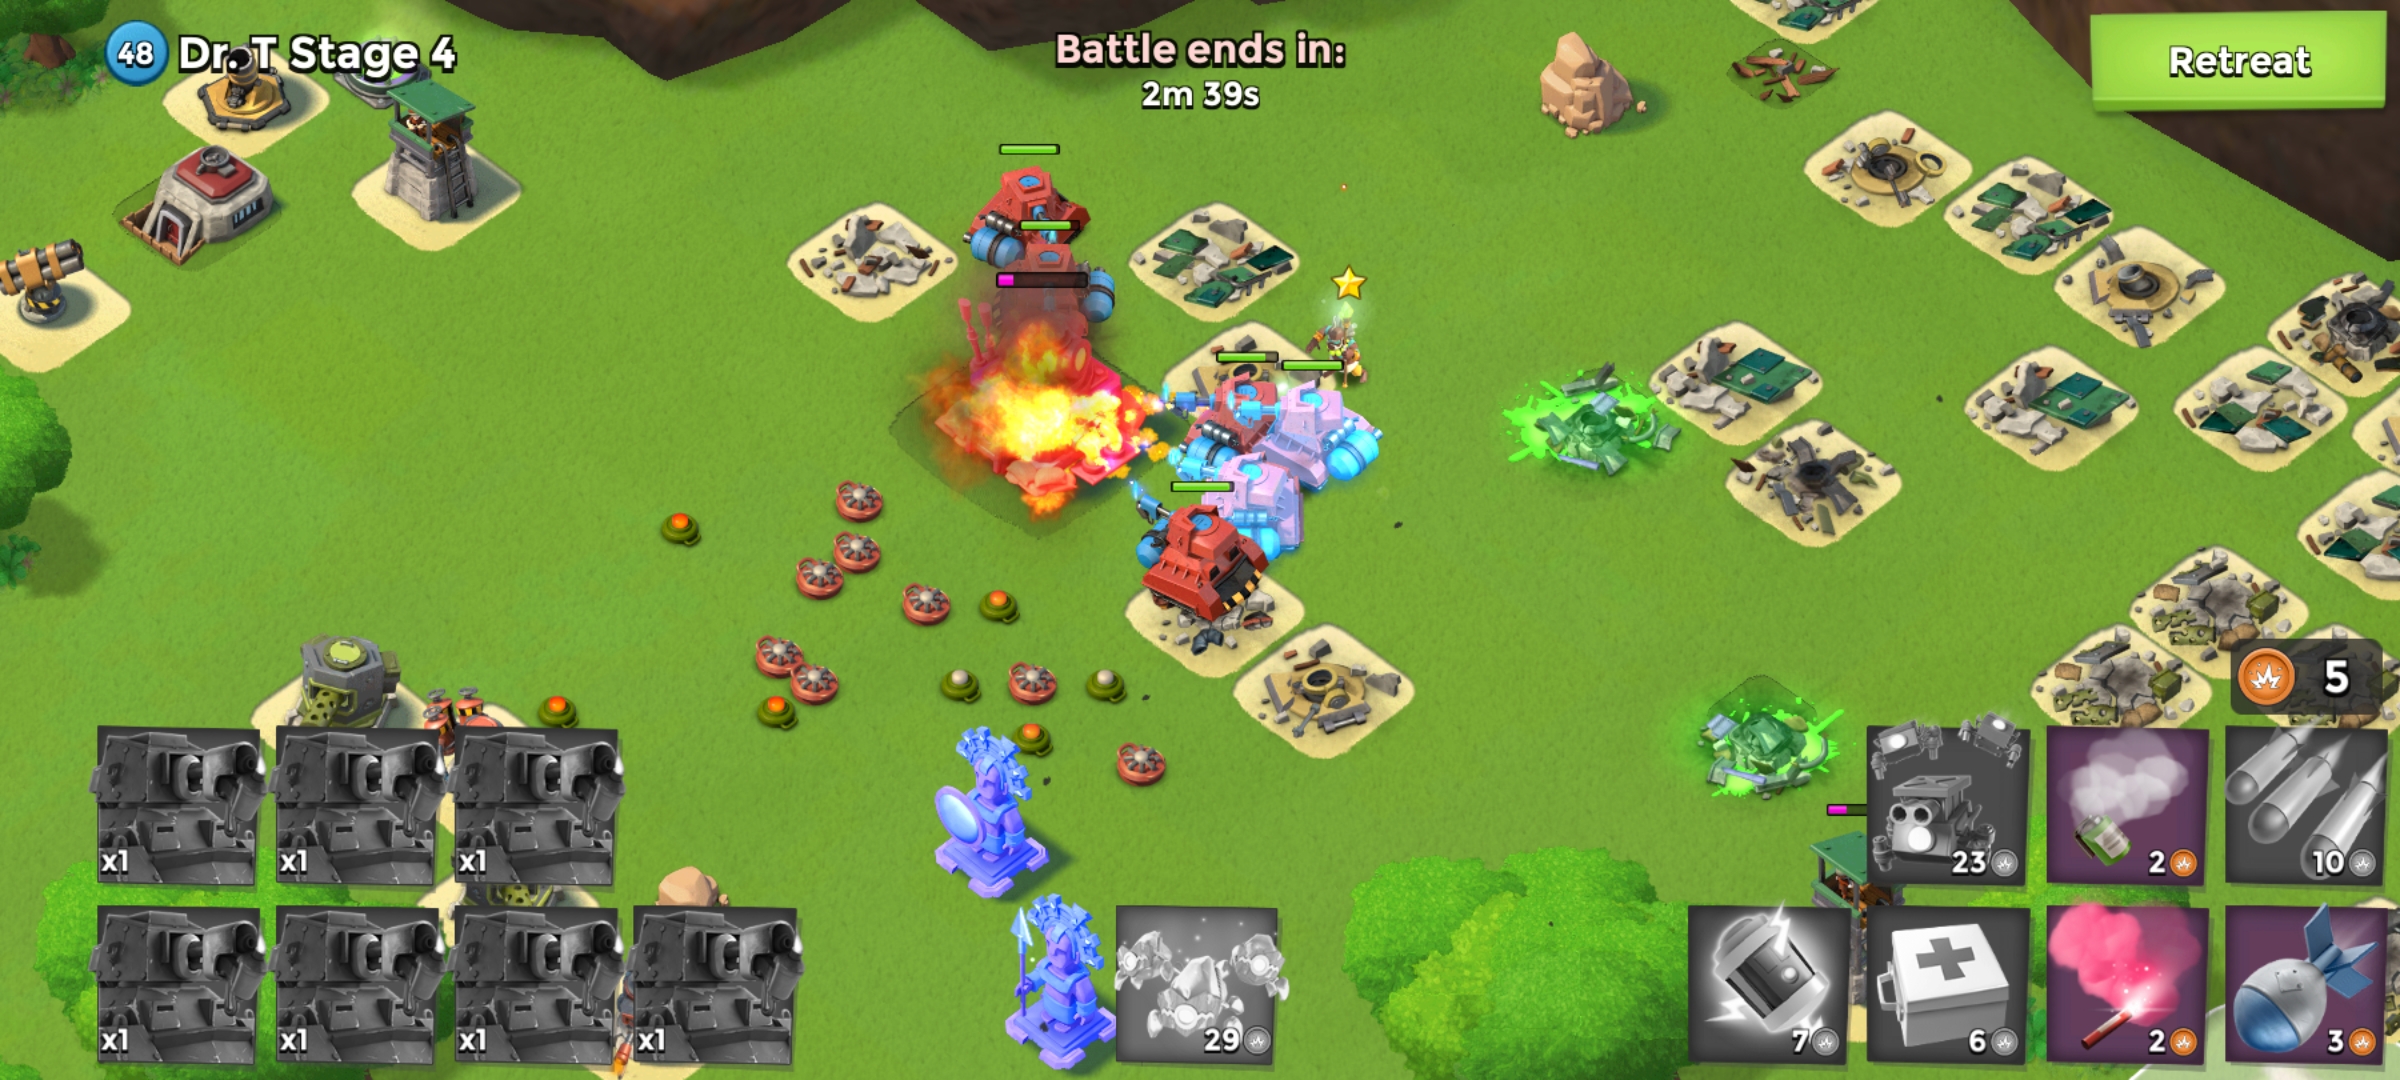 48 Dr. T Stage 4
Battle ends in:
2m 39s
Retreat
5
x1 x1 x1
23 2 10
x1 x1 x1 x1
29
7 6 2 3